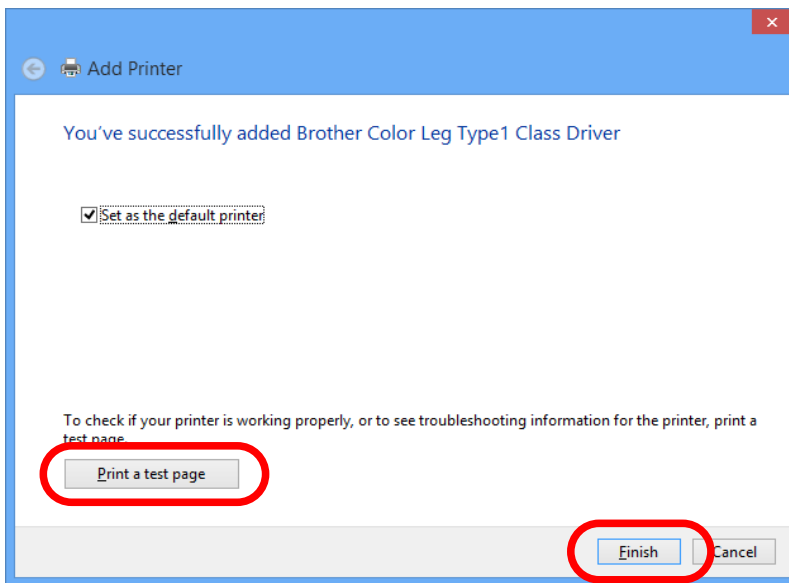 Add Printer
You've successfully added Brother Color Leg Type1 Class Driver
Set as the default printer
To check if your printer is working properly, or to see troubleshooting information for the printer, print a
test page.
Print a test page
Finish Cancel